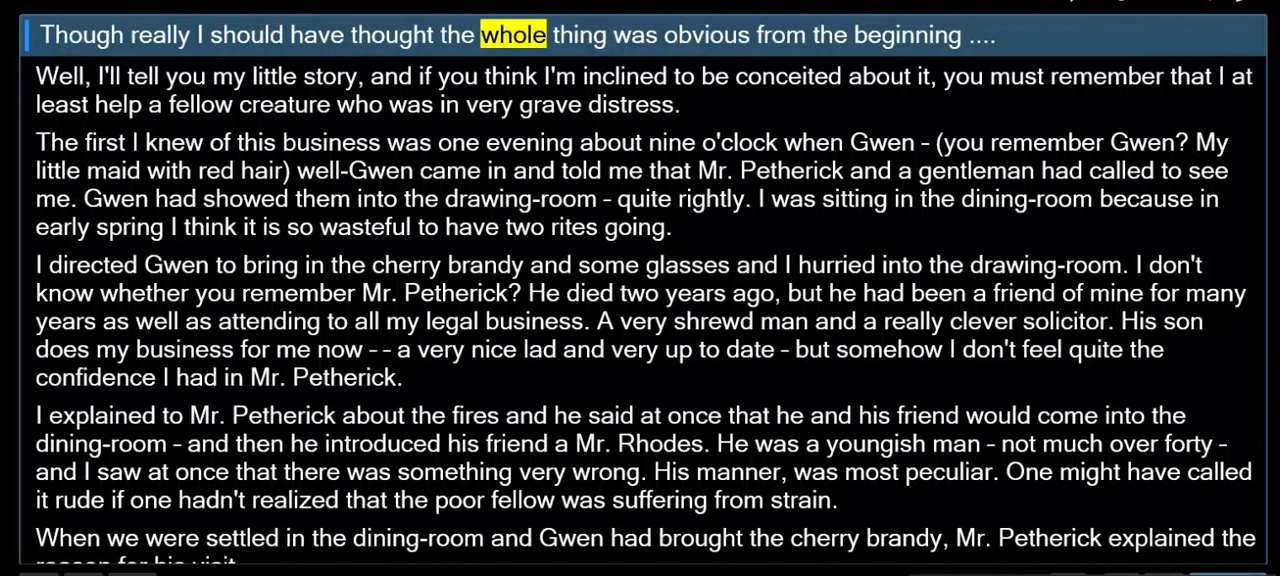 Though really I should have thought the whole thing was obvious from the beginning ....
Well, I'll tell you my little story, and if you think I'm inclined to be conceited about it, you must remember that I at
least help a fellow creature who was in very grave distress.
The first I knew of this business was one evening about nine o'clock when Gwen - (you remember Gwen? My
little maid with red hair) well-Gwen came in and told me that Mr. Petherick and a gentleman had called to see
me. Gwen had showed them into the drawing-room - quite rightly. I was sitting in the dining-room because in
early spring I think it is so wasteful to have two rites going.
I directed Gwen to bring in the cherry brandy and some glasses and I hurried into the drawing-room. I don't
know whether you remember Mr. Petherick? He died two years ago, but he had been a friend of mine for many
years as well as attending to all my legal business. A very shrewd man and a really clever solicitor. His son
does my business for me now - - a very nice lad and very up to date - but somehow I don't feel quite the
confidence I had in Mr. Petherick.
I explained to Mr. Petherick about the fires and he said at once that he and his friend would come into the
dining-room - and then he introduced his friend a Mr. Rhodes. He was a youngish man - not much over forty -
and I saw at once that there was something very wrong. His manner, was most peculiar. One might have called
it rude if one hadn't realized that the poor fellow was suffering from strain.
When we were settled in the dining-room and Gwen had brought the cherry brandy, Mr. Petherick explained the
reason for his visit.